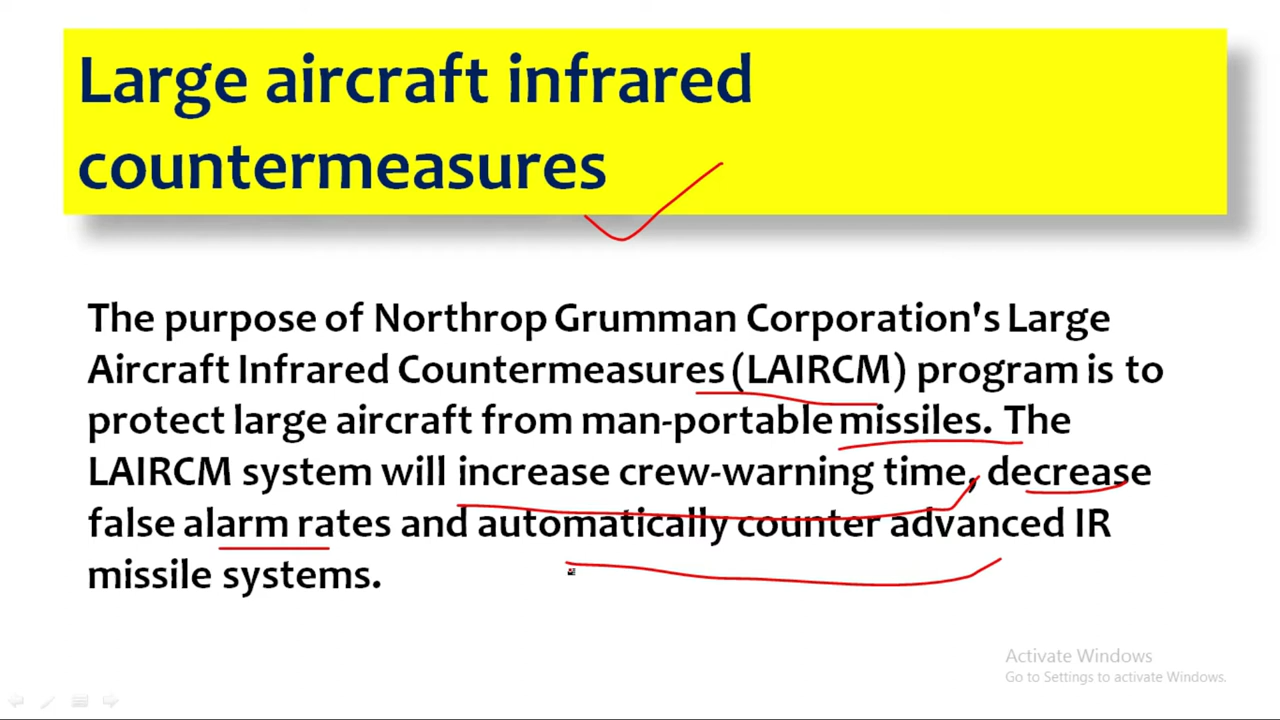 Large aircraft infrared
countermeasures
The purpose of Northrop Grumman Corporation's Large
Aircraft Infrared Countermeasures (LAIRCM) program is to
protect large aircraft from man-portable missiles. The
LAIRCM system will increase crew-warning time, decrease
false alarm rates and automatically counter advanced IR
missile systems.
Activate Windows
Go to Settings to activate Windows.